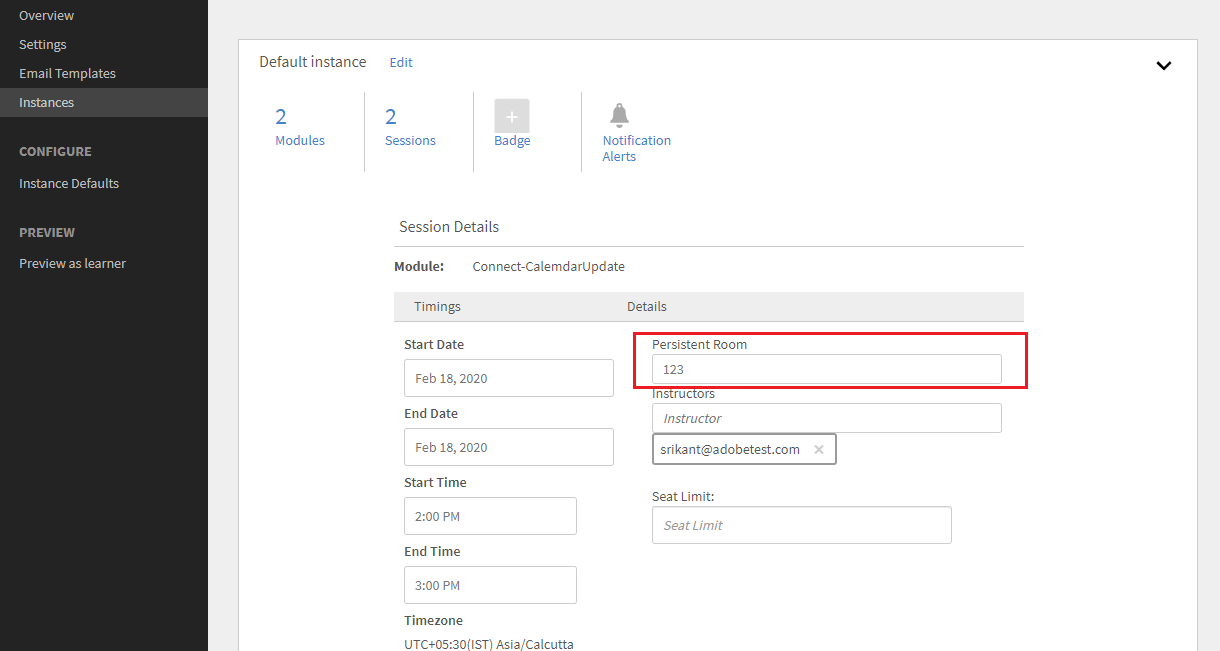 Overview
Settings
Email Templates
Instances
CONFIGURE
Instance Defaults
PREVIEW
Preview as learner
Default instance Edit
2
Modules
2
Sessions
Badge
Notification
Alerts
Session Details
Module: Connect-CalemdarUpdate
Timings Details
Start Date
Feb 18, 2020
End Date
Feb 18, 2020
Start Time
2:00 PM
End Time
3:00 PM
Timezone
UTC+05:30(IST) Asia/Calcutta
Persistent Room
123
Instructors
Instructor
srikant@adobetest.com
Seat Limit:
Seat Limit